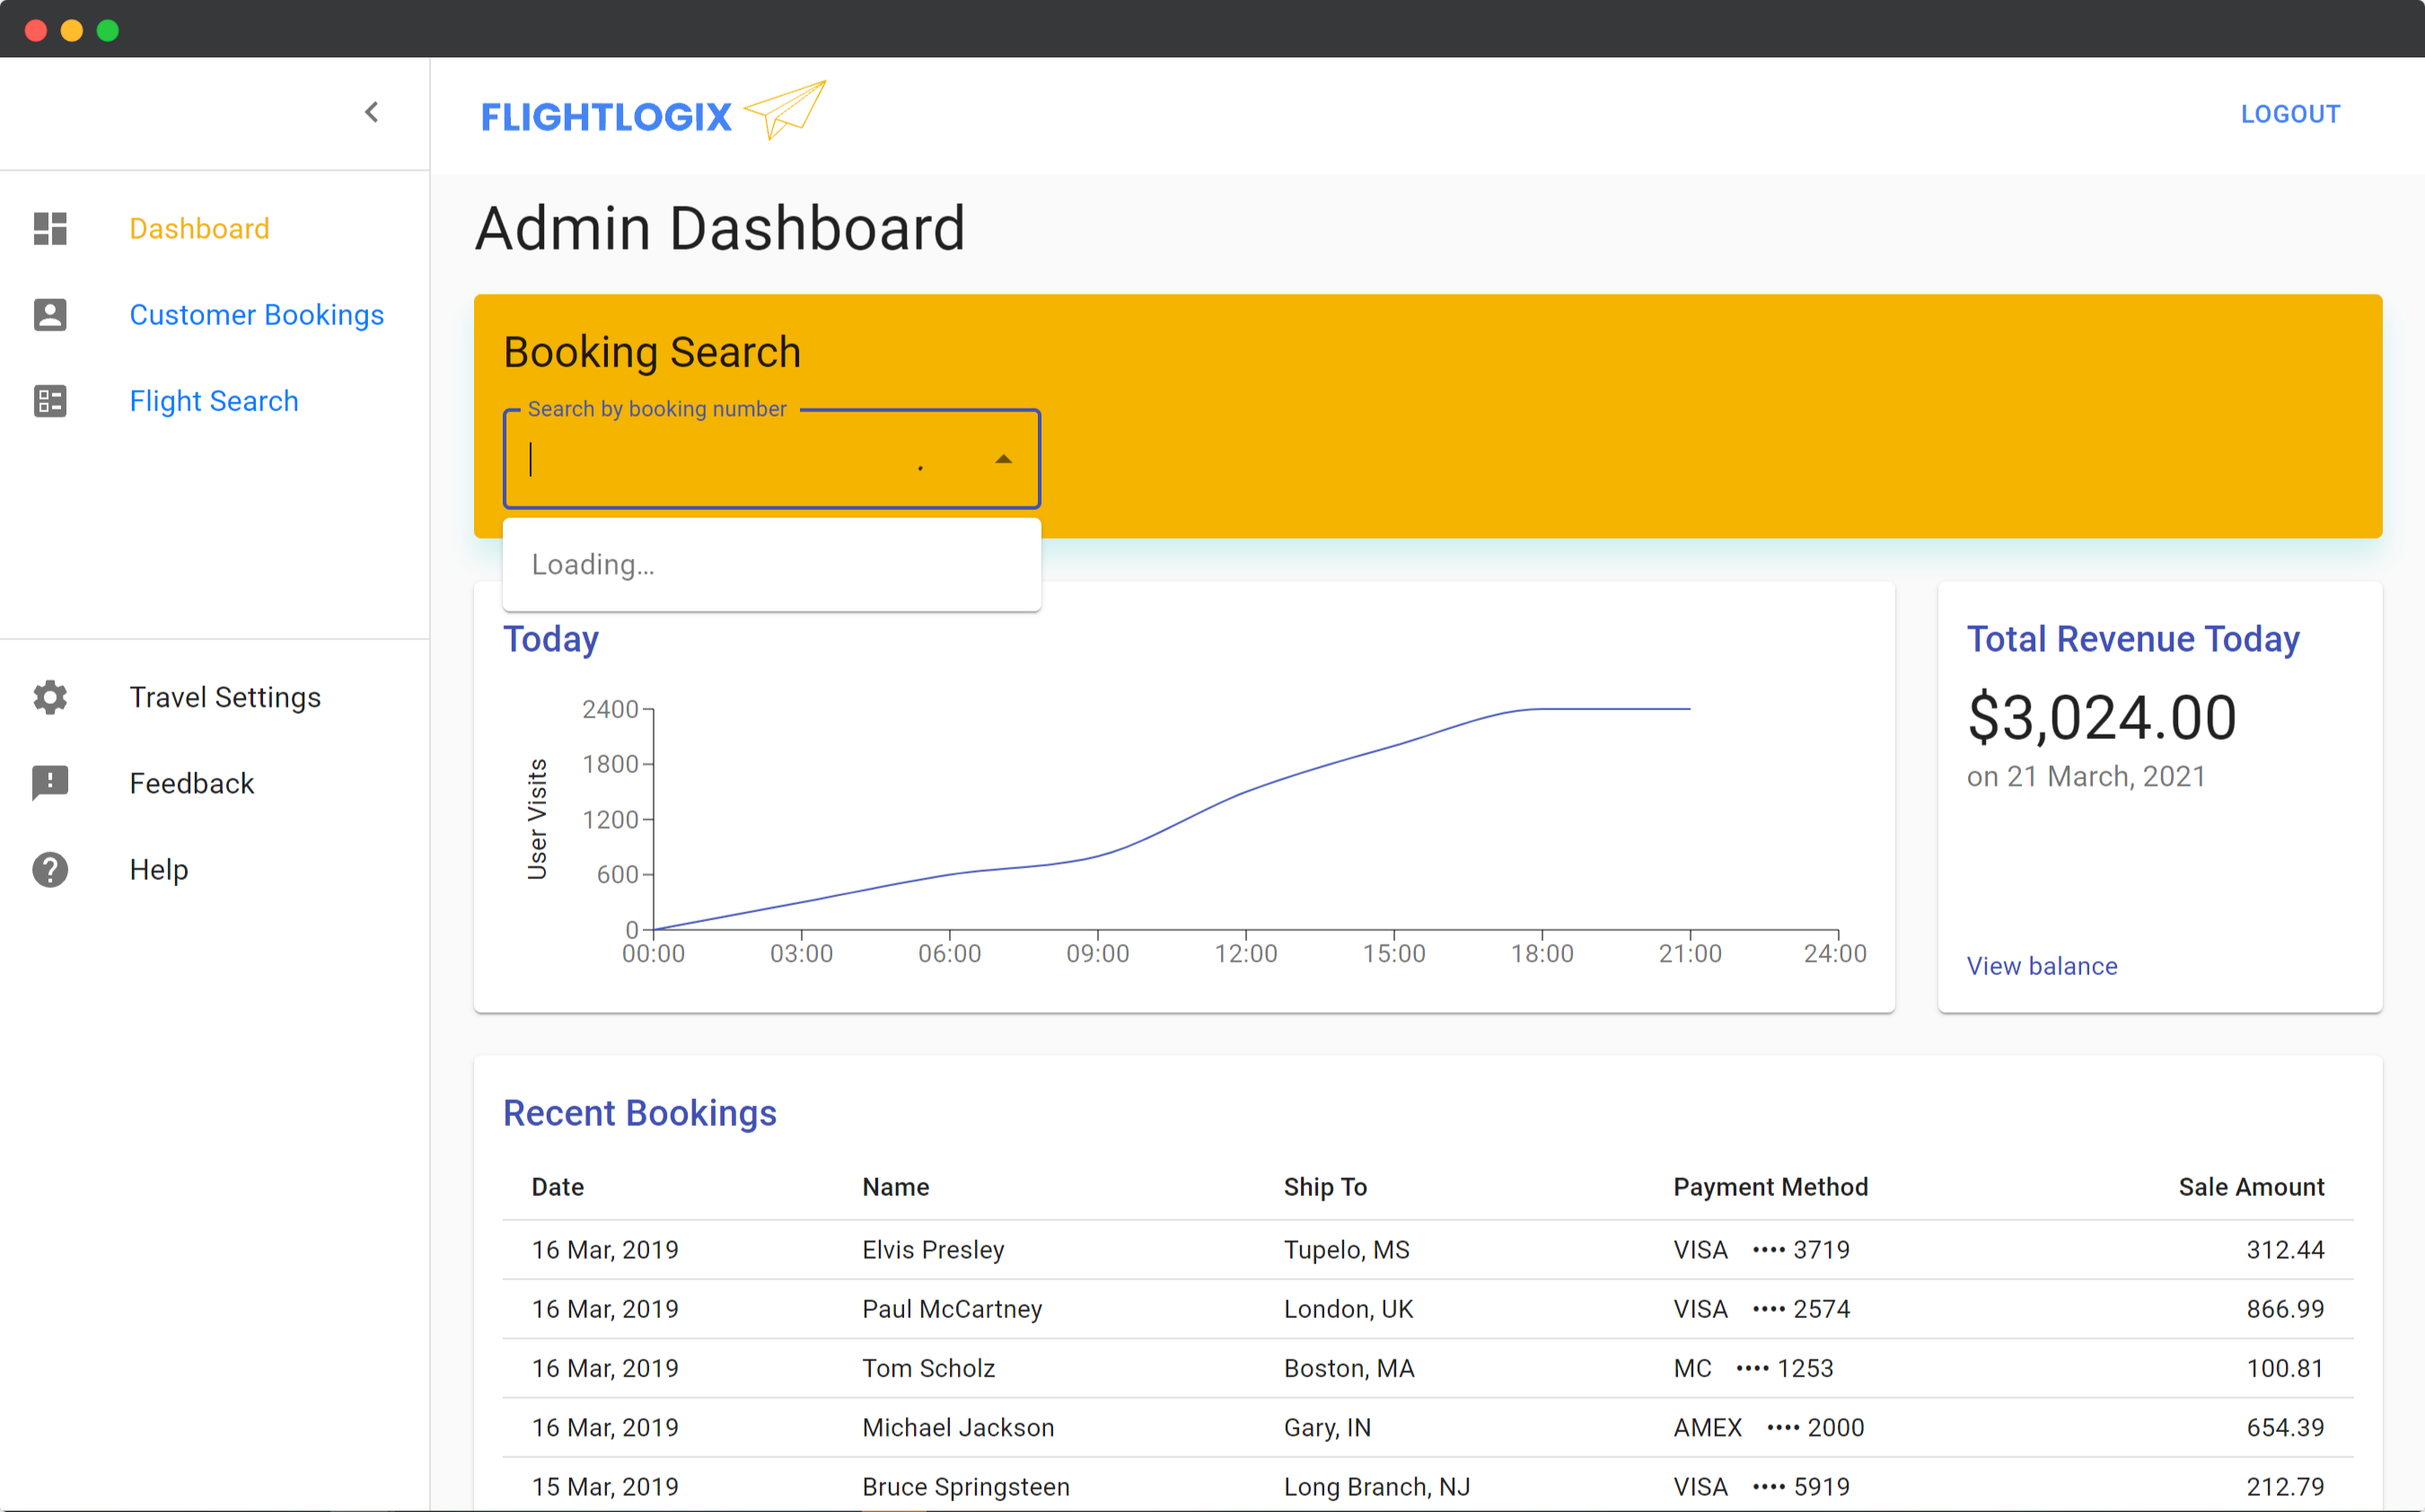 FLIGHTLOGIX
LOGOUT
Dashboard
Customer Bookings
Flight Search
Travel Settings
Feedback
Help
Admin Dashboard
Booking Search
Search by booking number
Loading…
Today
User Visits
2400
1800
1200
600
0
00:00 03:00 06:00 09:00 12:00 15:00 18:00 21:00 24:00
Total Revenue Today
$3,024.00
on 21 March, 2021
View balance
Recent Bookings
Date Name Ship To Payment Method Sale Amount
16 Mar, 2019 Elvis Presley Tupelo, MS VISA •••• 3719 312.44
16 Mar, 2019 Paul McCartney London, UK VISA •••• 2574 866.99
16 Mar, 2019 Tom Scholz Boston, MA MC •••• 1253 100.81
16 Mar, 2019 Michael Jackson Gary, IN AMEX •••• 2000 654.39
15 Mar, 2019 Bruce Springsteen Long Branch, NJ VISA •••• 5919 212.79